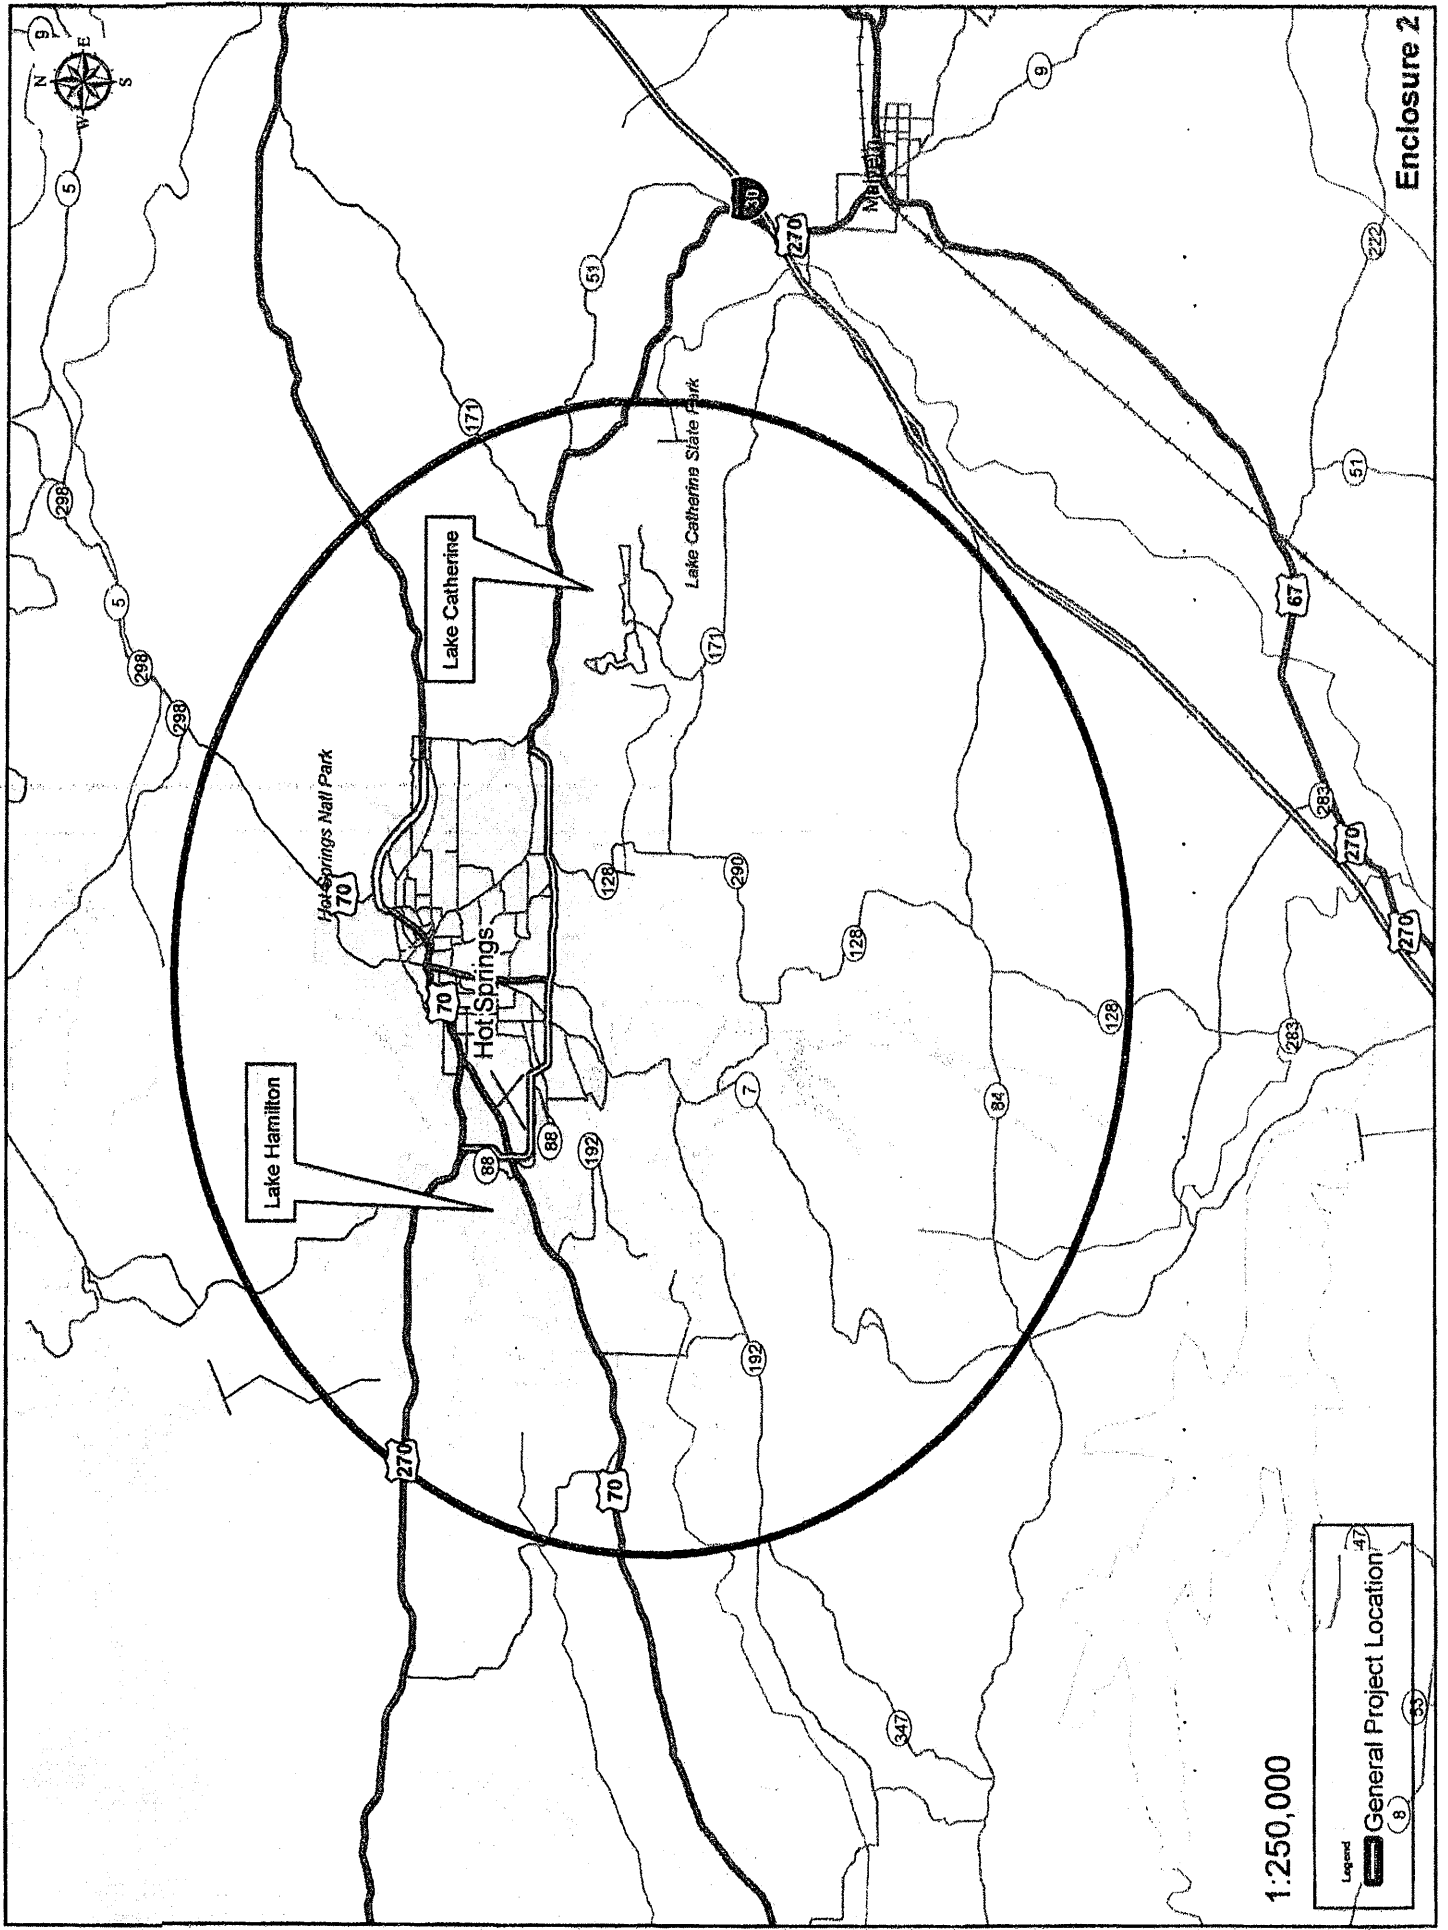 9
N
E
S
W
5
298
5
298
298
171
51
30
270
Malvern
9
222
51
67
283
270
270
283
Lake Catherine State Park
Lake Catherine
171
Hot Springs Natl Park
70
128
290
128
128
70
Hot Springs
Lake Hamilton
88
88
192
7
84
192
270
70
347
47
53
8
1:250,000
Legend
General Project Location
Enclosure 2